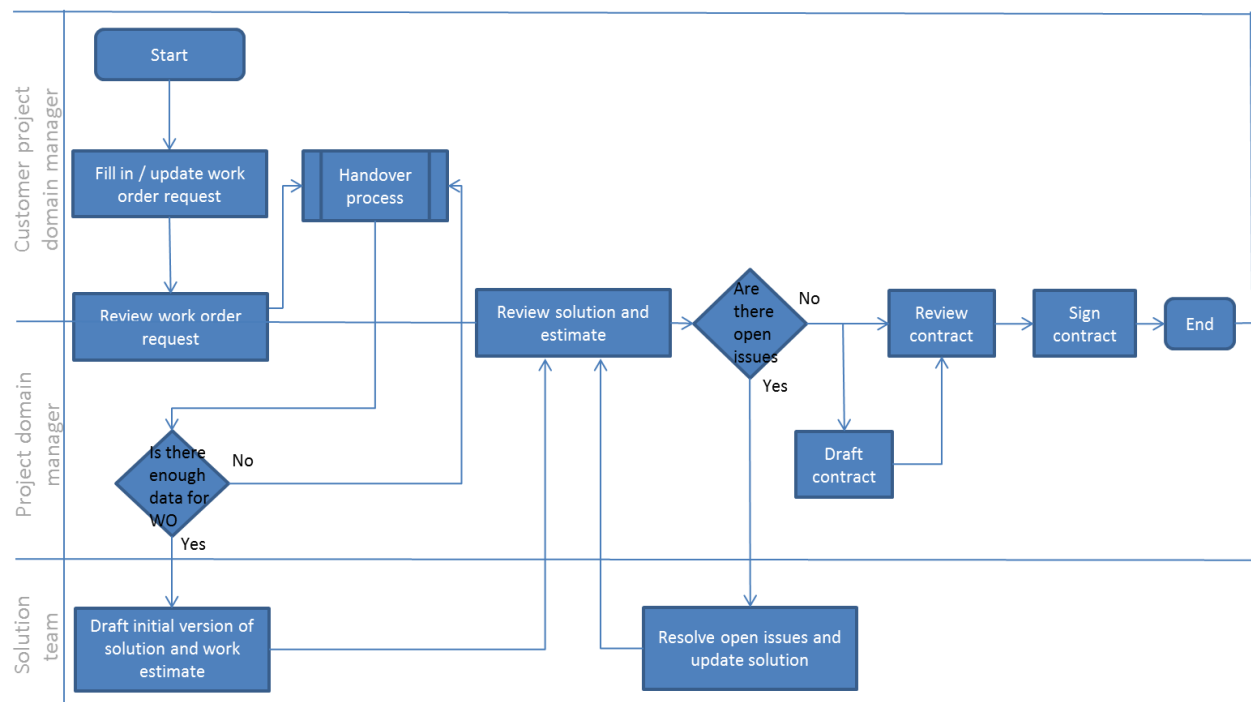 Customer project
domain manager
Start
Fill in / update work
order request
Handover
process
Review work order
request
Review solution and
estimate
Are
there
open
issues
No
Yes
Review
contract
Sign
contract
End
Project domain
manager
Is there
enough
data for
WO
No
Yes
Draft
contract
Solution
team
Draft initial version of
solution and work
estimate
Resolve open issues and
update solution